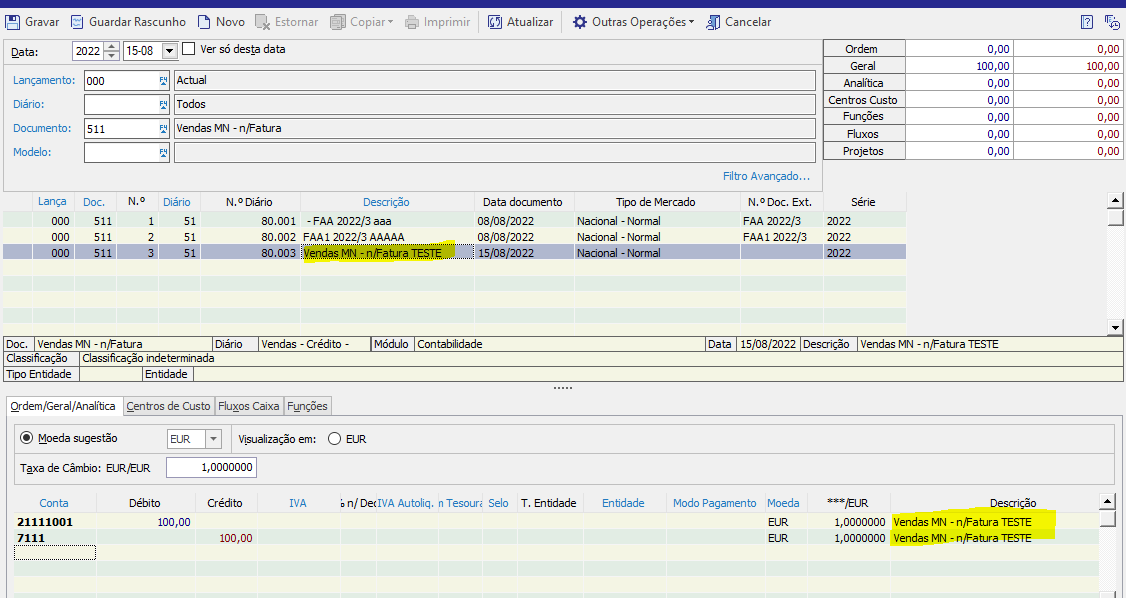 Gravar Guardar Rascunho Novo Estornar Copiar Imprimir Atualizar Outras Operações Cancelar
Data: 2022 15-08 Ver só desta data
Lançamento: 000 Actual
Diário: Todos
Documento: 511 Vendas MN - n/Fatura
Modelo:
Filtro Avançado...
Ordem 0,00 0,00
Geral 100,00 100,00
Analítica 0,00 0,00
Centros Custo 0,00 0,00
Funções 0,00 0,00
Fluxos 0,00 0,00
Projetos 0,00 0,00
Lança Doc. N.º Diário N.º Diário Descrição Data documento Tipo de Mercado N.º Doc. Ext. Série
000 511 1 51 80.001 - FAA 2022/3 aaa 08/08/2022 Nacional - Normal FAA 2022/3 2022
000 511 2 51 80.002 FAA1 2022/3 AAAAA 08/08/2022 Nacional - Normal FAA1 2022/3 2022
000 511 3 51 80.003 Vendas MN - n/Fatura TESTE 15/08/2022 Nacional - Normal 2022
Doc. Vendas MN - n/Fatura Diário Vendas - Crédito - Módulo Contabilidade Data 15/08/2022 Descrição Vendas MN - n/Fatura TESTE
Classificação Classificação indeterminada
Tipo Entidade Entidade
Ordem/Geral/Analítica Centros de Custo Fluxos Caixa Funções
Moeda sugestão EUR Visualização em: EUR
Taxa de Câmbio: EUR/EUR 1,0000000
Conta Débito Crédito IVA n/ Dec IVA Autoliq. Tesoura Selo T. Entidade Entidade Modo Pagamento Moeda ***/EUR Descrição
21111001 100,00 EUR 1,0000000 Vendas MN - n/Fatura TESTE
7111 100,00 EUR 1,0000000 Vendas MN - n/Fatura TESTE